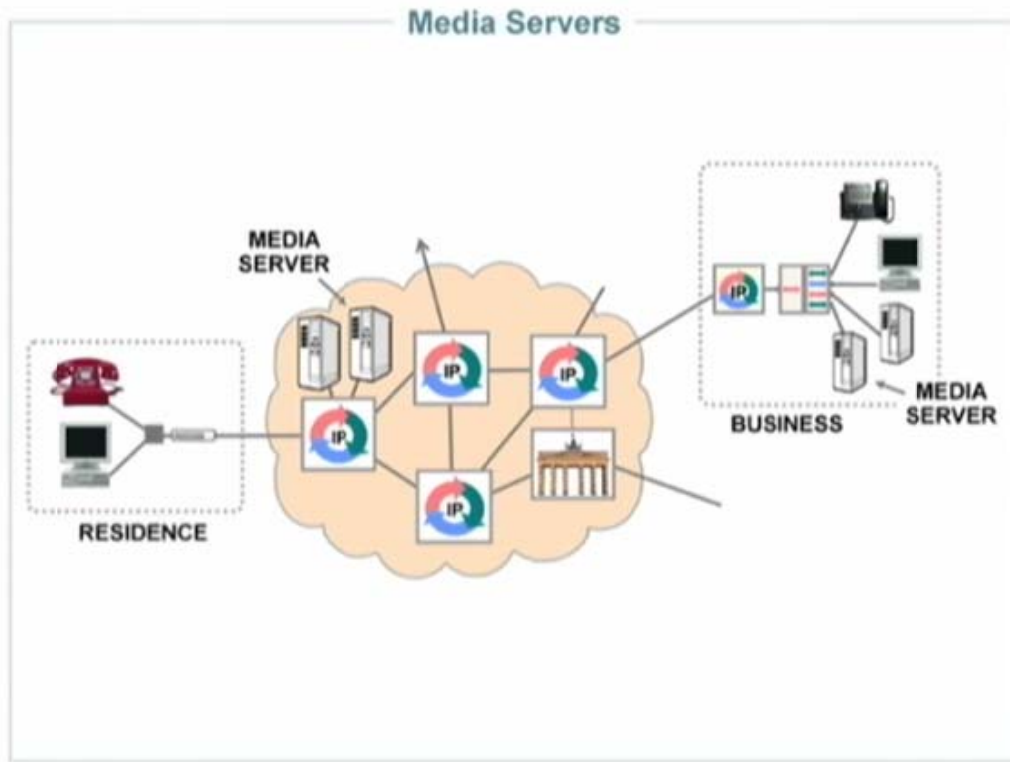 Media Servers
MEDIA
SERVER
IP
IP
IP
IP
IP
MEDIA
SERVER
BUSINESS
RESIDENCE